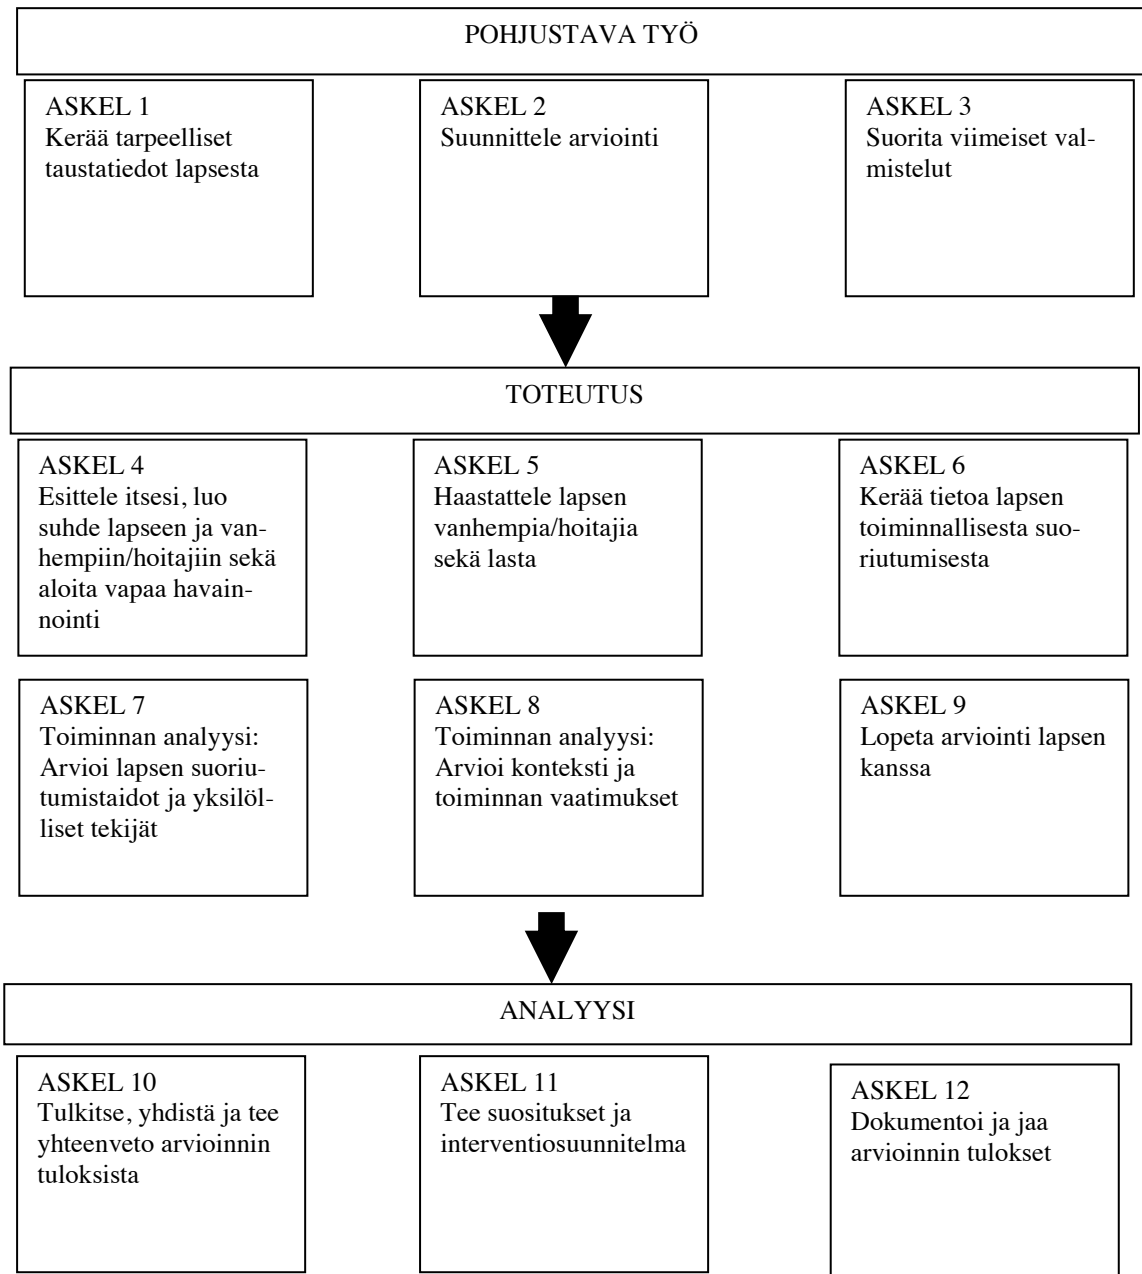 POHJUSTAVA TYÖ
ASKEL 1
Kerää tarpeelliset
taustatiedot lapsesta
ASKEL 2
Suunnittele arviointi
ASKEL 3
Suorita viimeiset val-
mistelut
TOTEUTUS
ASKEL 4
Esittele itsesi, luo
suhde lapseen ja van-
hempiin/hoitajiin sekä
aloita vapaa havain-
nointi
ASKEL 5
Haastattele lapsen
vanhempia/hoitajia
sekä lasta
ASKEL 6
Kerää tietoa lapsen
toiminnallisesta suo-
riutumisesta
ASKEL 7
Toiminnan analyysi:
Arvioi lapsen suoriu-
tumistaidot ja yksilöl-
liset tekijät
ASKEL 8
Toiminnan analyysi:
Arvioi konteksti ja
toiminnan vaatimukset
ASKEL 9
Lopeta arviointi lapsen
kanssa
ANALYYSI
ASKEL 10
Tulkitse, yhdistä ja tee
yhteenveto arvioinnin
tuloksista
ASKEL 11
Tee suositukset ja
interventiosuunnitelma
ASKEL 12
Dokumentoi ja jaa
arvioinnin tulokset